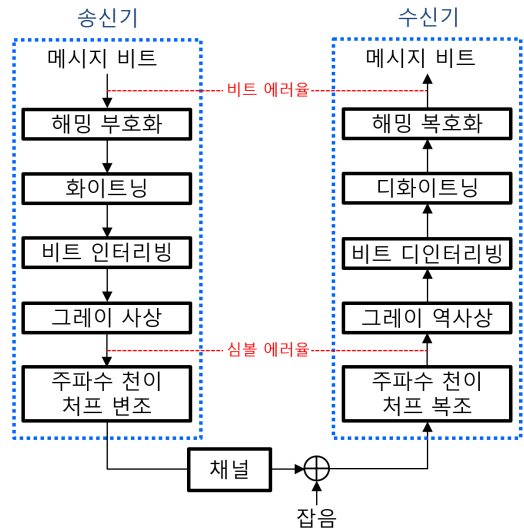 송신기
수신기
메시지 비트
메시지 비트
비트 에러율
해밍 부호화
해밍 복호화
화이트닝
디화이트닝
비트 인터리빙
비트 디인터리빙
그레이 사상
그레이 역사상
심볼 에러율
주파수 천이
처프 변조
주파수 천이
처프 복조
채널
잡음